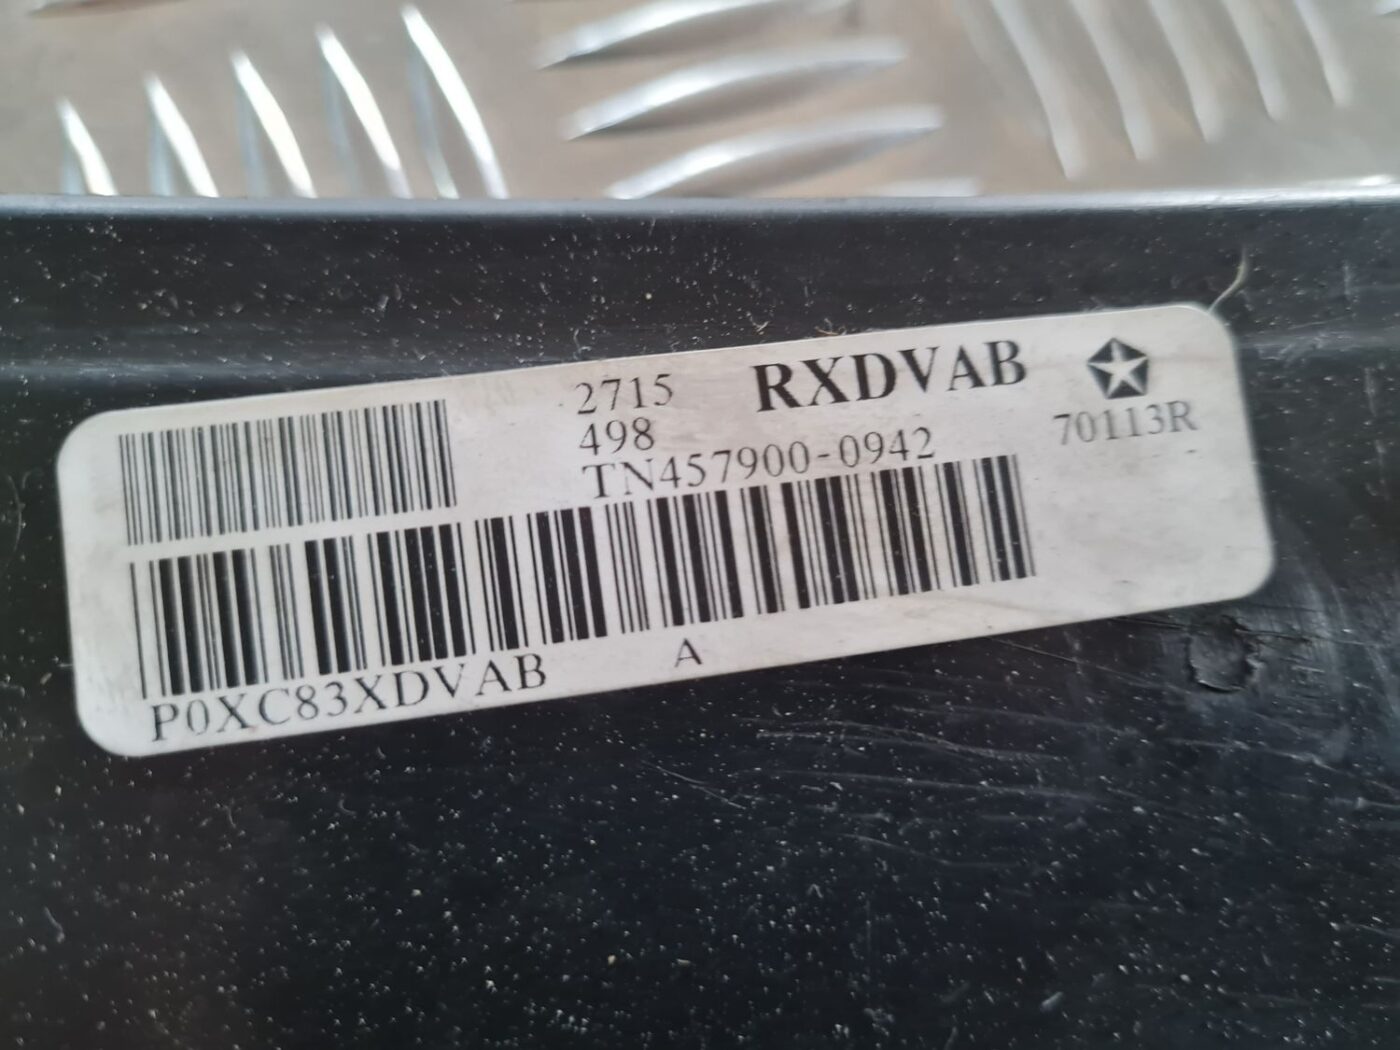 2715 RXDVAB
498 70113R
TN457900-0942
P0XC83XDVAB A